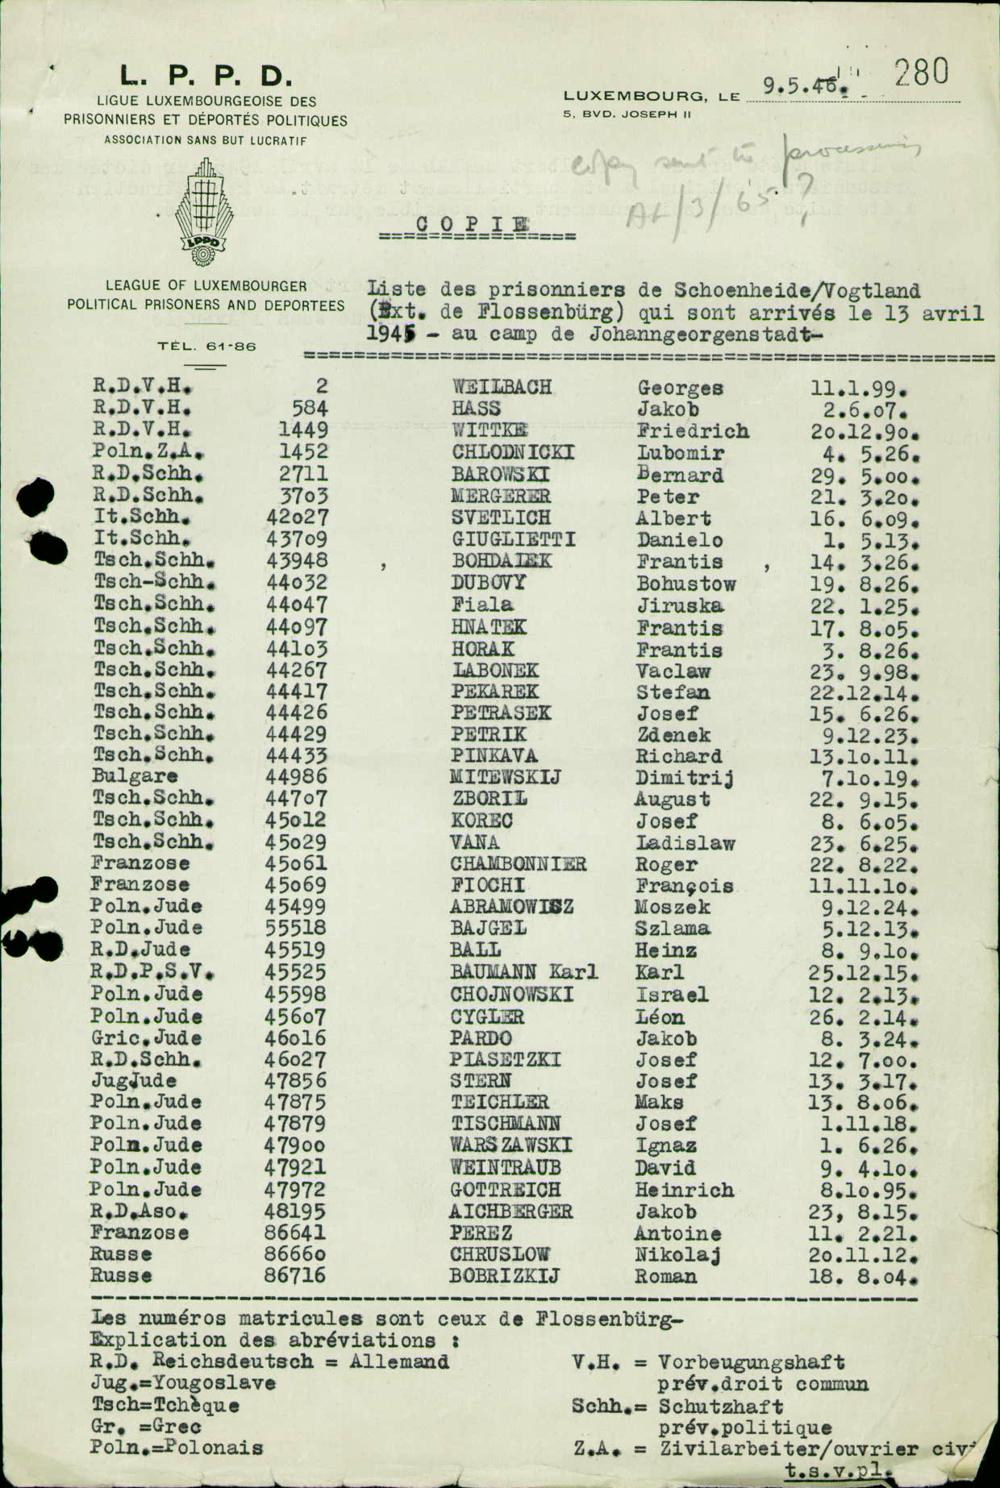 L. P. P. D.
LIGUE LUXEMBOURGEOISE DES
PRISONNIERS ET DÉPORTÉS POLITIQUES
ASSOCIATION SANS BUT LUCRATIF
LPPD
LEAGUE OF LUXEMBOURGER
POLITICAL PRISONERS AND DEPORTEES
TÉL. 61-86
280
LUXEMBOURG, LE 9.5.46.
5, BVD. JOSEPH II
copy sent to processing
AL/3/65 ?
COPIE
Liste des prisonniers de Schoenheide/Vogtland
(Ext. de Flossenbürg) qui sont arrivés le 13 avril
1945 - au camp de Johanngeorgenstadt-
R.D.V.H. 2 WEILBACH Georges 11.1.99.
R.D.V.H. 584 HASS Jakob 2.6.07.
R.D.V.H. 1449 WITTKE Friedrich 20.12.90.
Poln.Z.A. 1452 CHLODNICKI Lubomir 4. 5.26.
R.D.Schh. 2711 BAROWSKI Bernard 29. 5.00.
R.D.Schh. 3703 MERGERER Peter 21. 3.20.
It.Schh. 42027 SVETLICH Albert 16. 6.09.
It.Schh. 43709 GIUGLIETTI Danielo 1. 5.13.
Tsch.Schh. 43948 , BOHDALEK Frantis , 14. 3.26.
Tsch-Schh. 44032 DUBOVY Bohustow 19. 8.26.
Tsch.Schh. 44047 Fiala Jiruska 22. 1.25.
Tsch.Schh. 44097 HNATEK Frantis 17. 8.05.
Tsch.Schh. 44103 HORAK Frantis 3. 8.26.
Tsch.Schh. 44267 LABONEK Vaclaw 23. 9.98.
Tsch.Schh. 44417 PEKAREK Stefan 22.12.14.
Tsch.Schh. 44426 PETRASEK Josef 15. 6.26.
Tsch.Schh. 44429 PETRIK Zdenek 9.12.23.
Tsch.Schh. 44433 PINKAVA Richard 13.10.11.
Bulgare 44986 MITEWSKIJ Dimitrij 7.10.19.
Tsch.Schh. 44707 ZBORIL August 22. 9.15.
Tsch.Schh. 45012 KOREC Josef 8. 6.05.
Tsch.Schh. 45029 VANA Ladislaw 23. 6.25.
Franzose 45061 CHAMBONNIER Roger 22. 8.22.
Franzose 45069 FIOCHI François 11.11.10.
Poln.Jude 45499 ABRAMOWISZ Moszek 9.12.24.
Poln.Jude 55518 BAJGEL Szlama 5.12.13.
R.D.Jude 45519 BALL Heinz 8. 9.10.
R.D.P.S.V. 45525 BAUMANN Karl Karl 25.12.15.
Poln.Jude 45598 CHOJNOWSKI Israel 12. 2.13.
Poln.Jude 45607 CYGLER Léon 26. 2.14.
Gric.Jude 46016 PARDO Jakob 8. 3.24.
R.D.Schh. 46027 PIASETZKI Josef 12. 7.00.
JugJude 47856 STERN Josef 13. 3.17.
Poln.Jude 47875 TEICHLER Maks 13. 8.06.
Poln.Jude 47879 TISCHMANN Josef 1.11.18.
Poln.Jude 47900 WARSZAWSKI Ignaz 1. 6.26.
Poln.Jude 47921 WEINTRAUB David 9. 4.10.
Poln.Jude 47972 GOTTREICH Heinrich 8.10.95.
R.D.Aso. 48195 AICHBERGER Jakob 23, 8.15.
Franzose 86641 PEREZ Antoine 11. 2.21.
Russe 86660 CHRUSLOW Nikolaj 20.11.12.
Russe 86716 BOBRIZKIJ Roman 18. 8.04.
Les numéros matricules sont ceux de Flossenbürg-
Explication des abréviations :
R.D. Reichsdeutsch = Allemand V.H. = Vorbeugungshaft
Jug.=Yougoslave prév.droit commun
Tsch=Tchèque Schh.= Schutzhaft
Gr. =Grec prév.politique
Poln.=Polonais Z.A. = Zivilarbeiter/ouvrier civ
t.s.v.pl.